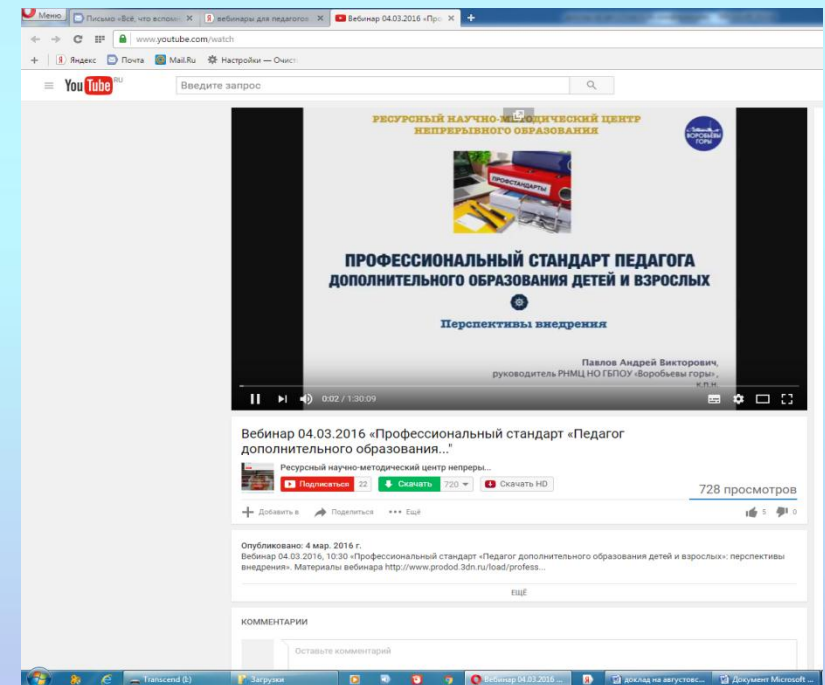 Меню
Письмо «Всё, что вспом
вебинары для педагогов
Вебинар 04.03.2016 «Про
www.youtube.com/watch
Яндекс Почта Mail.Ru Настройки — Очист
You Tube RU
Введите запрос
РЕСУРСНЫЙ НАУЧНО-МЕТОДИЧЕСКИЙ ЦЕНТР
НЕПРЕРЫВНОГО ОБРАЗОВАНИЯ
ВОРОБЬЕВЫ
ГОРЫ
ПРОФСТАНДАРТЫ
ПРОФЕССИОНАЛЬНЫЙ СТАНДАРТ ПЕДАГОГА
ДОПОЛНИТЕЛЬНОГО ОБРАЗОВАНИЯ ДЕТЕЙ И ВЗРОСЛЫХ
Перспективы внедрения
Павлов Андрей Викторович,
руководитель РНМЦ НО ГБПОУ «Воробьевы горы»,
к.п.н.
0:02 / 1:30:09
Вебинар 04.03.2016 «Профессиональный стандарт «Педагог
дополнительного образования..."
Ресурсный научно-методический центр непреры...
Подписаться 22 Скачать 720 Скачать HD
728 просмотров
Добавить в Поделиться ••• Ещё
5 0
Опубликовано: 4 мар. 2016 г.
Вебинар 04.03.2016, 10:30 «Профессиональный стандарт «Педагог дополнительного образования детей и взрослых»: перспективы
внедрения». Материалы вебинара http://www.prodod.3dn.ru/load/profess...
ЕЩЁ
КОММЕНТАРИИ
Оставьте комментарий
Transcend (I:) Загрузки Вебинар 04.03.2016 ... доклад на августовс... Документ Microsoft ...